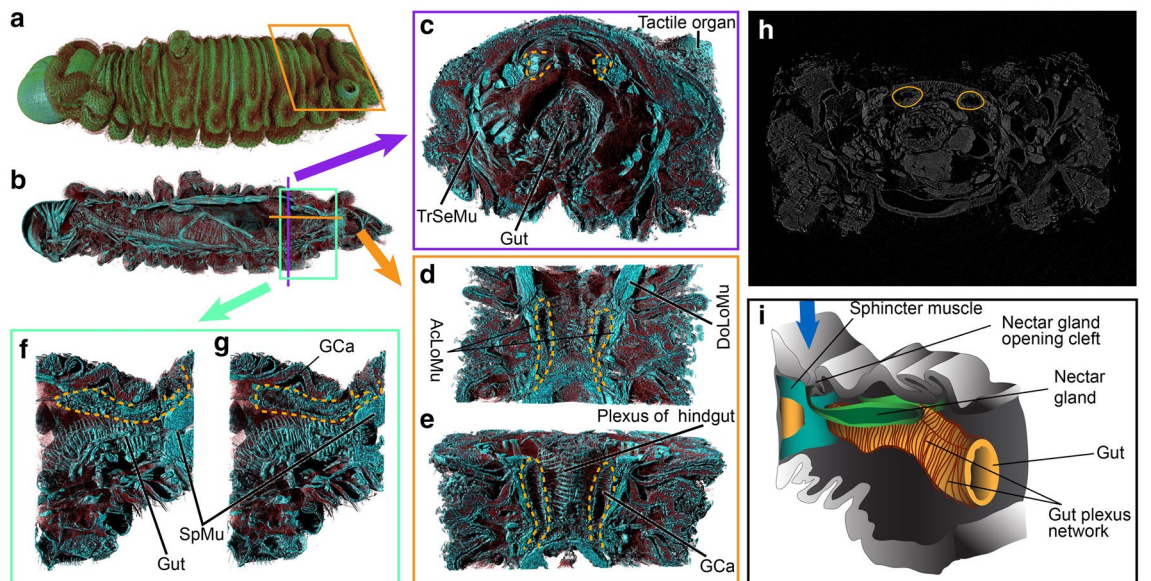 a
b
c
Tactile organ
TrSeMu
Gut
d
AcLoMu
DoLoMu
Plexus of hindgut
e
GCa
f
g
GCa
SpMu
Gut
h
i
Sphincter muscle
Nectar gland
opening cleft
Nectar
gland
Gut
Gut plexus
network